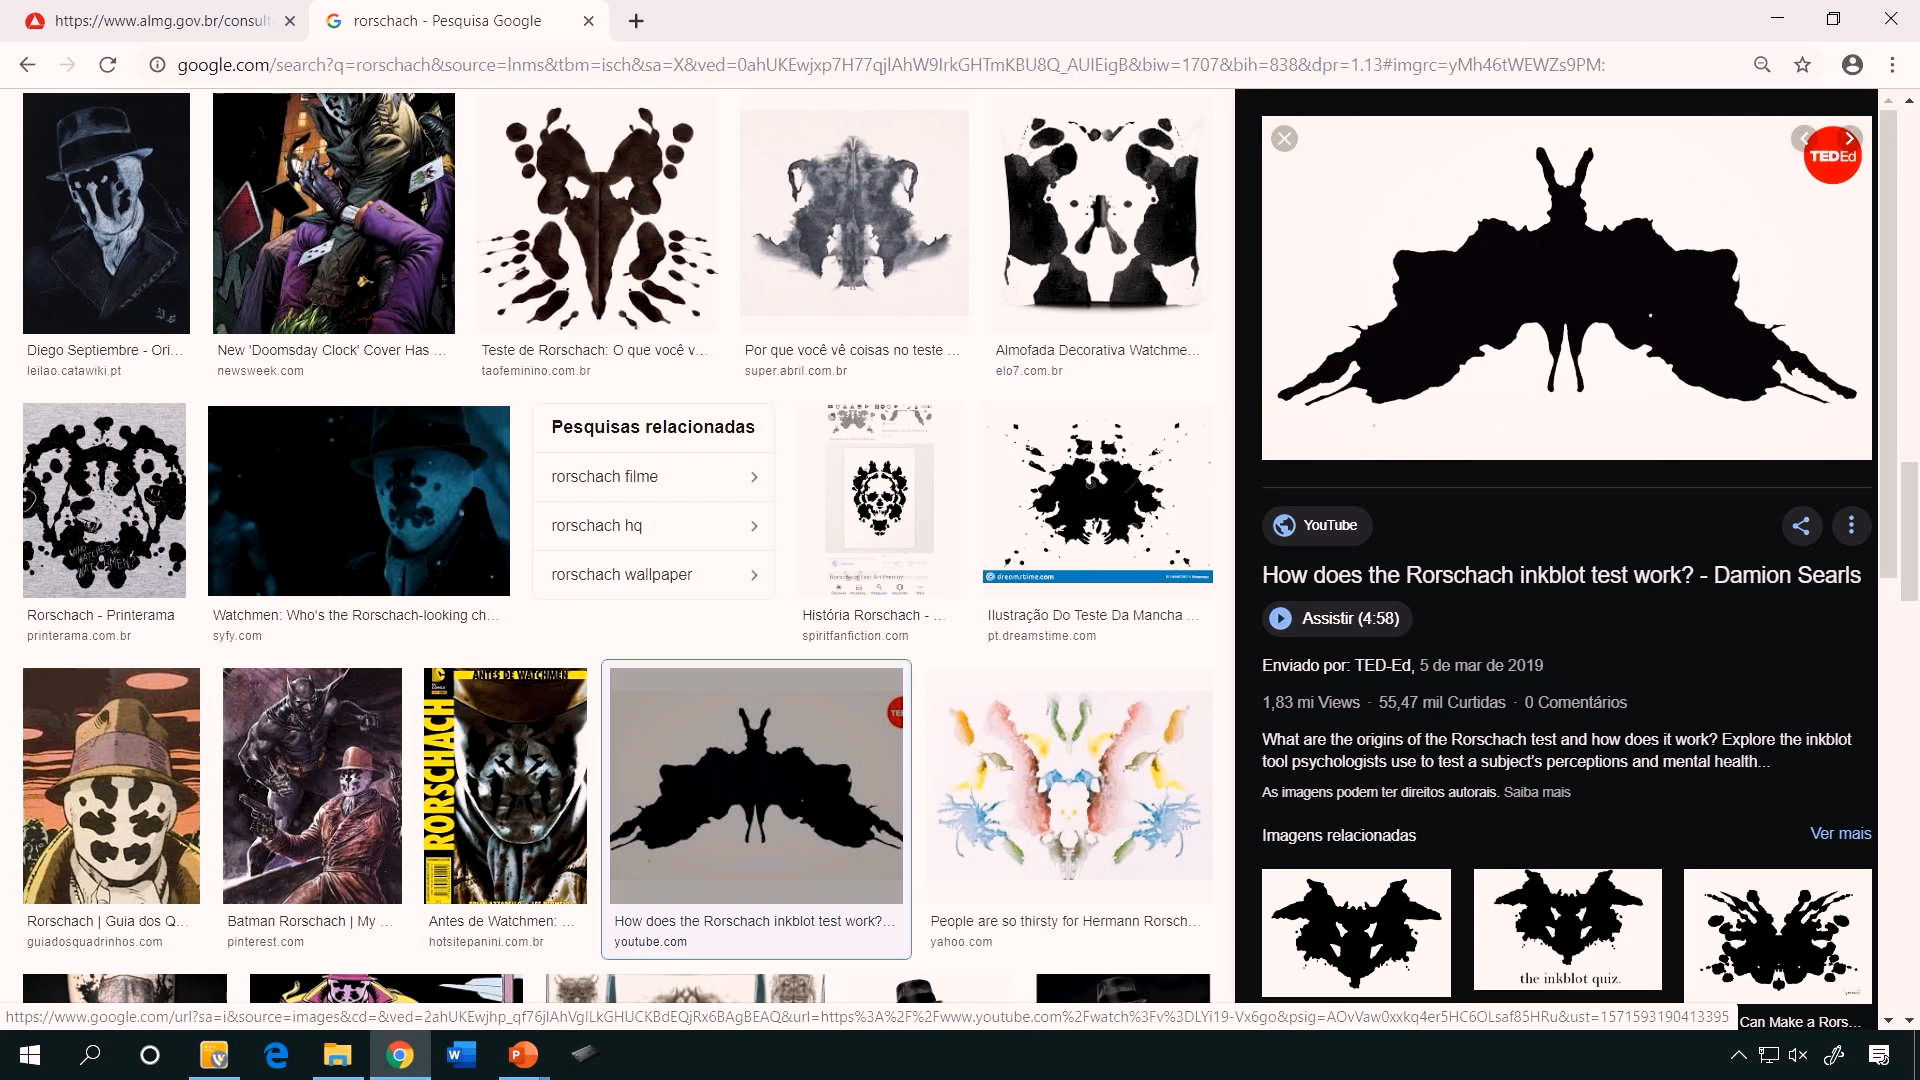 https://www.almg.gov.br/consult
rorschach - Pesquisa Google
google.com/search?q=rorschach&source=lnms&tbm=isch&sa=X&ved=0ahUKEwjxp7H77qjlAhW9IrkGHTmKBU8Q_AUIEigB&biw=1707&bih=838&dpr=1.13#imgrc=yMh46tWEWZs9PM:
Diego Septiembre - Ori...
leilao.catawiki.pt
New 'Doomsday Clock' Cover Has ...
newsweek.com
Teste de Rorschach: O que você v...
taofeminino.com.br
Por que você vê coisas no teste ...
super.abril.com.br
Almofada Decorativa Watchme...
elo7.com.br
WHO
WATCHES THE
WATCHMEN?
Rorschach - Printerama
printerama.com.br
Watchmen: Who's the Rorschach-looking ch...
syfy.com
Pesquisas relacionadas
rorschach filme
rorschach hq
rorschach wallpaper
História Rorschach - ...
spiritfanfiction.com
dreamstime.com
Ilustração Do Teste Da Mancha ...
pt.dreamstime.com
Rorschach | Guia dos Q...
guiadosquadrinhos.com
Batman Rorschach | My ...
pinterest.com
ANTES DE WATCHMEN
RORSCHACH
Antes de Watchmen: ...
hotsitepanini.com.br
How does the Rorschach inkblot test work?...
youtube.com
People are so thirsty for Hermann Rorsch...
yahoo.com
TEDEd
YouTube
How does the Rorschach inkblot test work? - Damion Searls
Assistir (4:58)
Enviado por: TED-Ed, 5 de mar de 2019
1,83 mi Views · 55,47 mil Curtidas · 0 Comentários
What are the origins of the Rorschach test and how does it work? Explore the inkblot
tool psychologists use to test a subject's perceptions and mental health...
As imagens podem ter direitos autorais. Saiba mais
Imagens relacionadas
Ver mais
the inkblot quiz.
Can Make a Rors...
https://www.google.com/url?sa=i&source=images&cd=&ved=2ahUKEwjhp_qf76jlAhVglLkGHUCKBdEQjRx6BAgBEAQ&url=https%3A%2F%2Fwww.youtube.com%2Fwatch%3Fv%3DLYi19-Vx6go&psig=AOvVaw0xxkq4er5HC6OLsaf85HRu&ust=1571593190413395